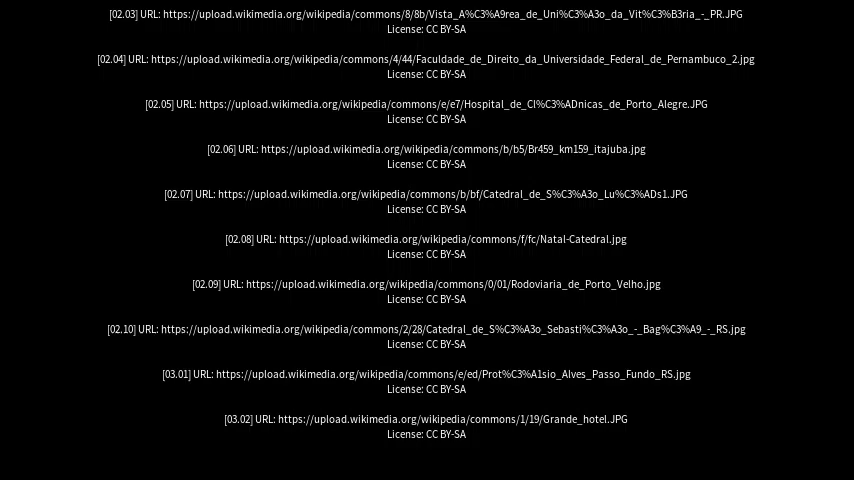 [02.03] URL: https://upload.wikimedia.org/wikipedia/commons/8/8b/Vista_A%C3%A9rea_de_Uni%C3%A3o_da_Vit%C3%B3ria_-_PR.JPG
License: CC BY-SA
[02.04] URL: https://upload.wikimedia.org/wikipedia/commons/4/44/Faculdade_de_Direito_da_Universidade_Federal_de_Pernambuco_2.jpg
License: CC BY-SA
[02.05] URL: https://upload.wikimedia.org/wikipedia/commons/e/e7/Hospital_de_Cl%C3%ADnicas_de_Porto_Alegre.JPG
License: CC BY-SA
[02.06] URL: https://upload.wikimedia.org/wikipedia/commons/b/b5/Br459_km159_itajuba.jpg
License: CC BY-SA
[02.07] URL: https://upload.wikimedia.org/wikipedia/commons/b/bf/Catedral_de_S%C3%A3o_Lu%C3%ADs1.JPG
License: CC BY-SA
[02.08] URL: https://upload.wikimedia.org/wikipedia/commons/f/fc/Natal-Catedral.jpg
License: CC BY-SA
[02.09] URL: https://upload.wikimedia.org/wikipedia/commons/0/01/Rodoviaria_de_Porto_Velho.jpg
License: CC BY-SA
[02.10] URL: https://upload.wikimedia.org/wikipedia/commons/2/28/Catedral_de_S%C3%A3o_Sebasti%C3%A3o_-_Bag%C3%A9_-_RS.jpg
License: CC BY-SA
[03.01] URL: https://upload.wikimedia.org/wikipedia/commons/e/ed/Prot%C3%A1sio_Alves_Passo_Fundo_RS.jpg
License: CC BY-SA
[03.02] URL: https://upload.wikimedia.org/wikipedia/commons/1/19/Grande_hotel.JPG
License: CC BY-SA